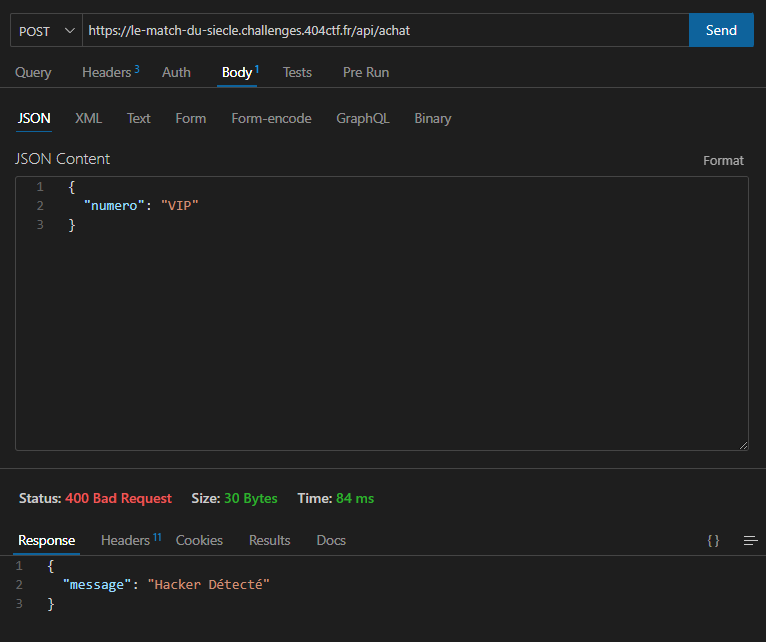 POST https://le-match-du-siecle.challenges.404ctf.fr/api/achat Send
Query Headers 3 Auth Body 1 Tests Pre Run
JSON XML Text Form Form-encode GraphQL Binary
JSON Content Format
1 {
2 "numero": "VIP"
3 }
Status: 400 Bad Request Size: 30 Bytes Time: 84 ms
Response Headers 11 Cookies Results Docs { }
1 {
2 "message": "Hacker Détecté"
3 }